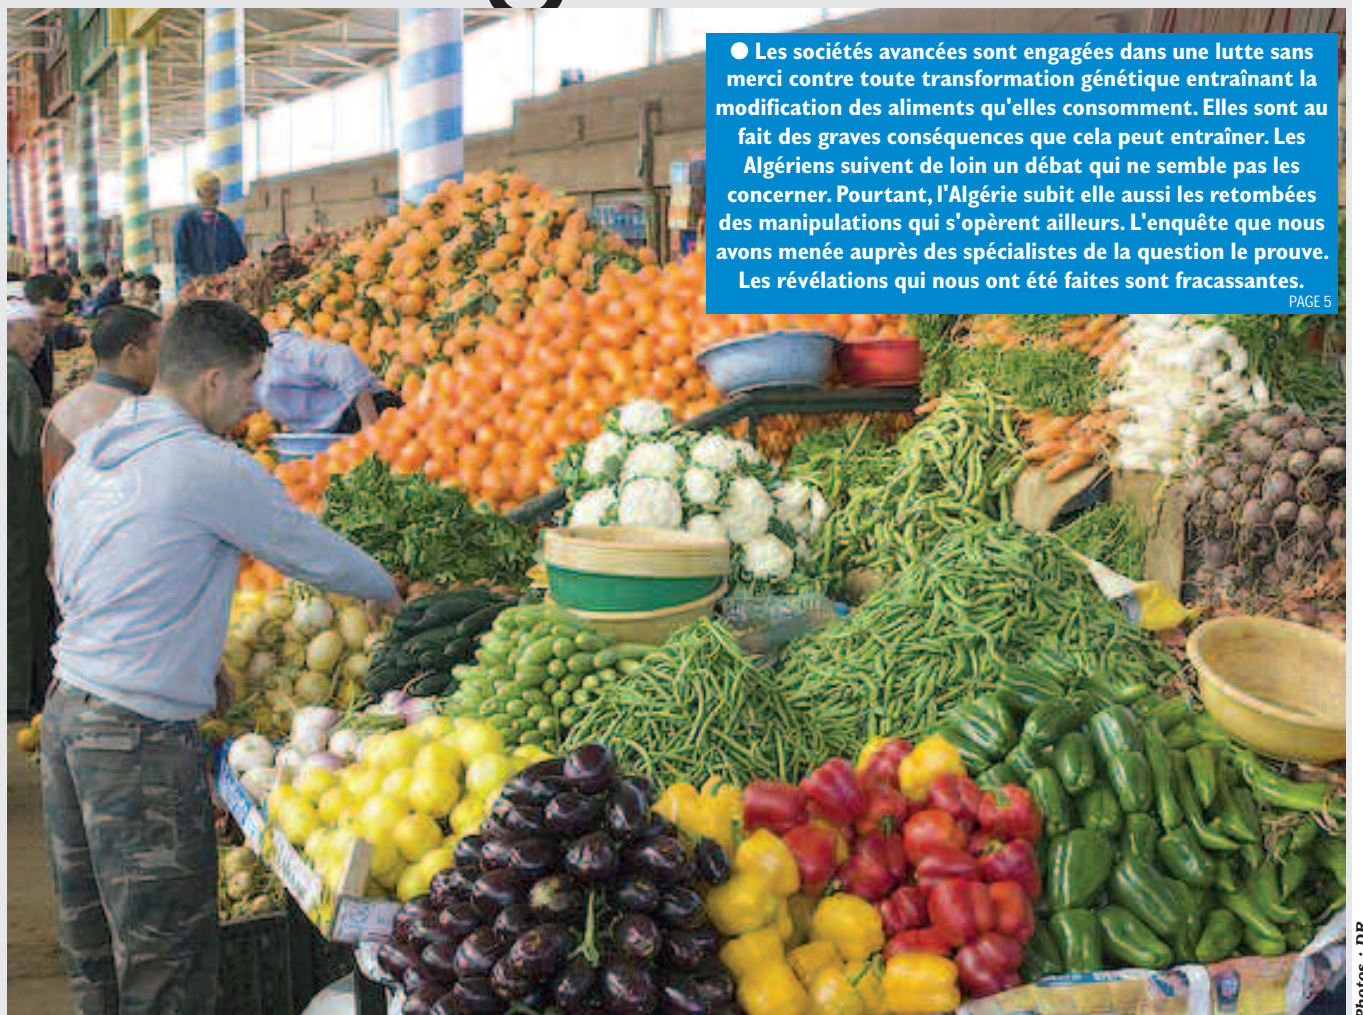 ● Les sociétés avancées sont engagées dans une lutte sans
merci contre toute transformation génétique entraînant la
modification des aliments qu'elles consomment. Elles sont au
fait des graves conséquences que cela peut entraîner. Les
Algériens suivent de loin un débat qui ne semble pas les
concerner. Pourtant, l'Algérie subit elle aussi les retombées
des manipulations qui s'opèrent ailleurs. L'enquête que nous
avons menée auprès des spécialistes de la question le prouve.
Les révélations qui nous ont été faites sont fracassantes.
PAGE 5
Photos : DR